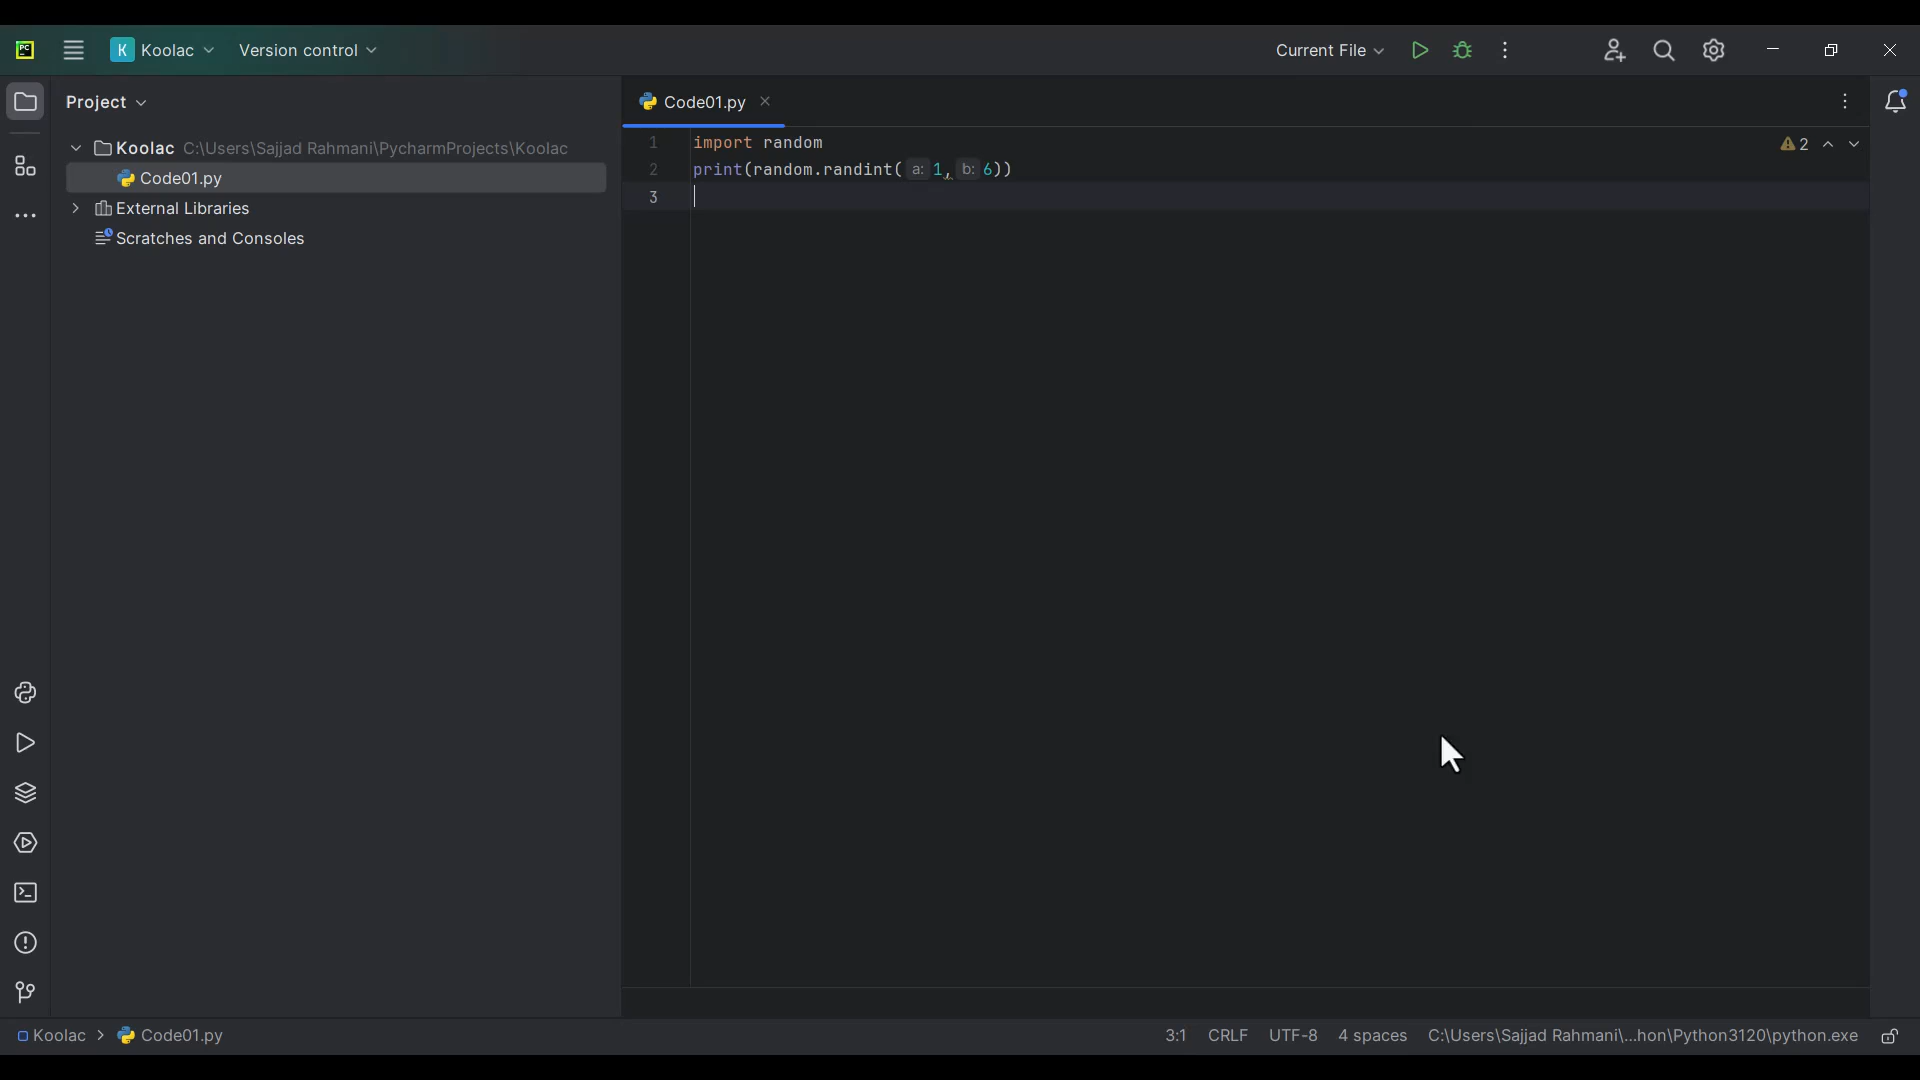 PC
K Koolac Version control Current File
Project
Code01.py
Koolac C:\Users\Sajjad Rahmani\PycharmProjects\Koolac
Code01.py
External Libraries
Scratches and Consoles
1 import random
2 print(random.randint( a: 1, b: 6))
3
2
Koolac > Code01.py 3:1 CRLF UTF-8 4 spaces C:\Users\Sajjad Rahmani\...hon\Python3120\python.exe